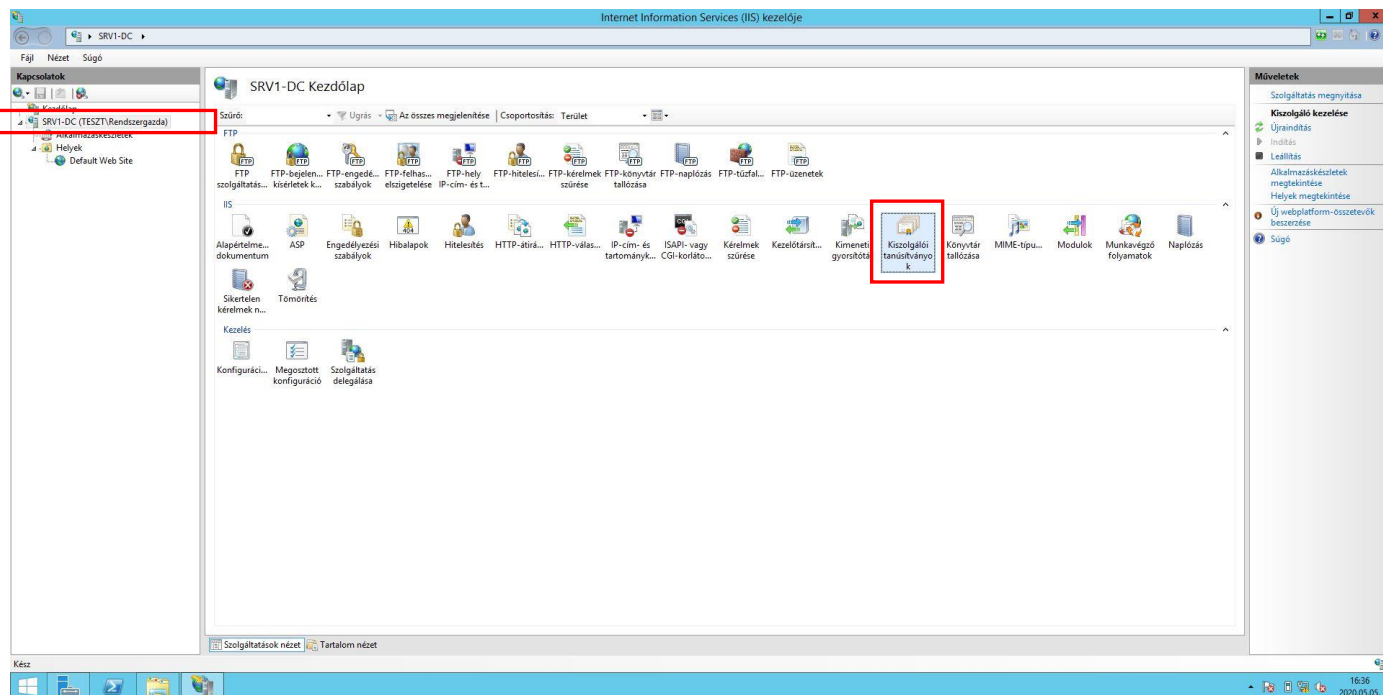 Internet Information Services (IIS) kezelője
SRV1-DC
Fájl Nézet Súgó
Kapcsolatok
Kezdőlap
SRV1-DC (TESZT\Rendszergazda)
Alkalmazáskészletek
Helyek
Default Web Site
SRV1-DC Kezdőlap
Szűrő: Ugrás Az összes megjelenítése Csoportosítás: Terület
FTP
FTP FTP-bejelen... FTP-engedé... FTP-felhas... FTP-hely FTP-hitelesí... FTP-kérelmek FTP-könyvtár FTP-naplózás FTP-tűzfal... FTP-üzenetek
szolgáltatás... kísérletek k... szabályok elszigetelése IP-cím- és t... szűrése tallózása
IIS
Alapértelme... ASP Engedélyezési Hibalapok Hitelesítés HTTP-átirá... HTTP-válas... IP-cím- és ISAPI- vagy Kérelmek Kezelőtársít... Kimeneti Kiszolgálói Könyvtár MIME-típu... Modulok Munkavégző Naplózás
dokumentum szabályok tartományk... CGI-korláto... szűrése gyorsítótá tanúsítványo tallózása folyamatok
k
Sikertelen Tömörítés
kérelmek n...
Kezelés
Konfiguráci... Megosztott Szolgáltatás
konfiguráció delegálása
Szolgáltatások nézet Tartalom nézet
Műveletek
Szolgáltatás megnyitása
Kiszolgáló kezelése
Újraindítás
Indítás
Leállítás
Alkalmazáskészletek
megtekintése
Helyek megtekintése
Új webplatform-összetevők
beszerzése
Súgó
Kész
16:36
2020.05.05.